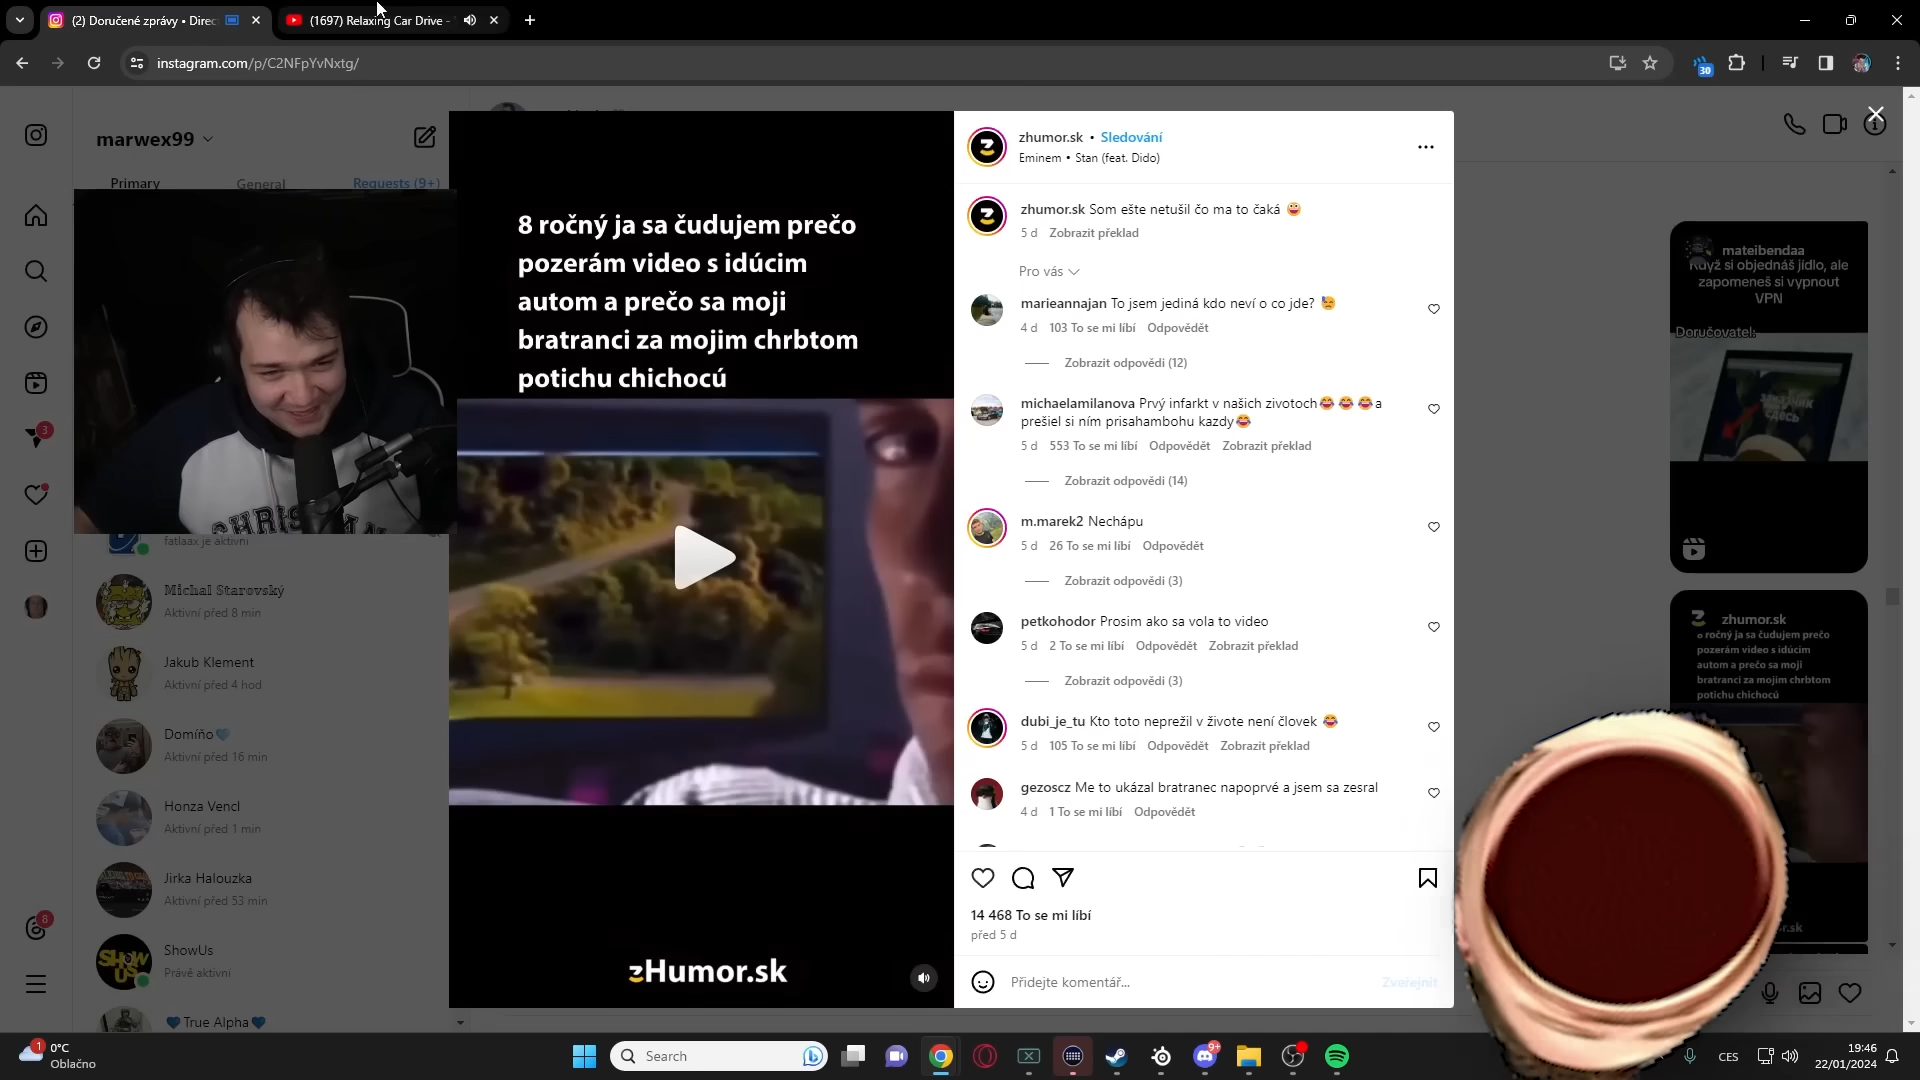 (2) Doručené zprávy • Direc
(1697) Relaxing Car Drive -
instagram.com/p/C2NFpYvNxtg/
30
marwex99
Primary
General
Requests (9+)
3
8
fatlaax je aktivní
Michal Starovský
Aktivní před 8 min
Jakub Klement
Aktivní před 4 hod
Domíňo💙
Aktivní před 16 min
Honza Vencl
Aktivní před 1 min
Jirka Halouzka
Aktivní před 53 min
SHOW US
ShowUs
Právě aktivní
💙True Alpha💙
8 ročný ja sa čudujem prečo
pozerám video s idúcim
autom a prečo sa moji
bratranci za mojim chrbtom
potichu chichocú
zHumor.sk
zhumor.sk • Sledování
Eminem • Stan (feat. Dido)
zhumor.sk Som ešte netušil čo ma to čaká 😀
5 d Zobrazit překlad
Pro vás
marieannajan To jsem jediná kdo neví o co jde? 😓
4 d 103 To se mi líbí Odpovědět
Zobrazit odpovědi (12)
michaelamilanova Prvý infarkt v našich zivotoch😂😂😂a
prešiel si ním prisahambohu kazdy😂
5 d 553 To se mi líbí Odpovědět Zobrazit překlad
Zobrazit odpovědi (14)
m.marek2 Nechápu
5 d 26 To se mi líbí Odpovědět
Zobrazit odpovědi (3)
petkohodor Prosim ako sa vola to video
5 d 2 To se mi líbí Odpovědět Zobrazit překlad
Zobrazit odpovědi (3)
dubi_je_tu Kto toto neprežil v živote není človek 😂
5 d 105 To se mi líbí Odpovědět Zobrazit překlad
gezoscz Me to ukázal bratranec napoprvé a jsem sa zesral
4 d 1 To se mi líbí Odpovědět
14 468 To se mi líbí
před 5 d
Přidejte komentář...
Zveřejnit
mateibendaa
Když si objednáš jídlo, ale
zapomeneš si vypnout
VPN
Doručovatel:
zhumor.sk
8 ročný ja sa čudujem prečo
pozerám video s idúcim
autom a prečo sa moji
bratranci za mojim chrbtom
potichu chichocú
r.sk
1
0°C
Oblačno
Search
9+
CES
19:46
22/01/2024